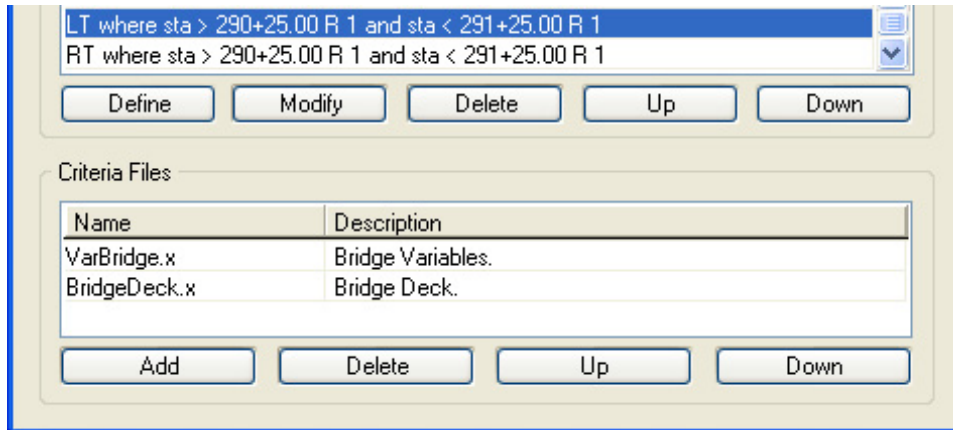 LT where sta > 290+25.00 R 1 and sta < 291+25.00 R 1
RT where sta > 290+25.00 R 1 and sta < 291+25.00 R 1
Define Modify Delete Up Down
Criteria Files
Name Description
VarBridge.x Bridge Variables.
BridgeDeck.x Bridge Deck.
Add Delete Up Down